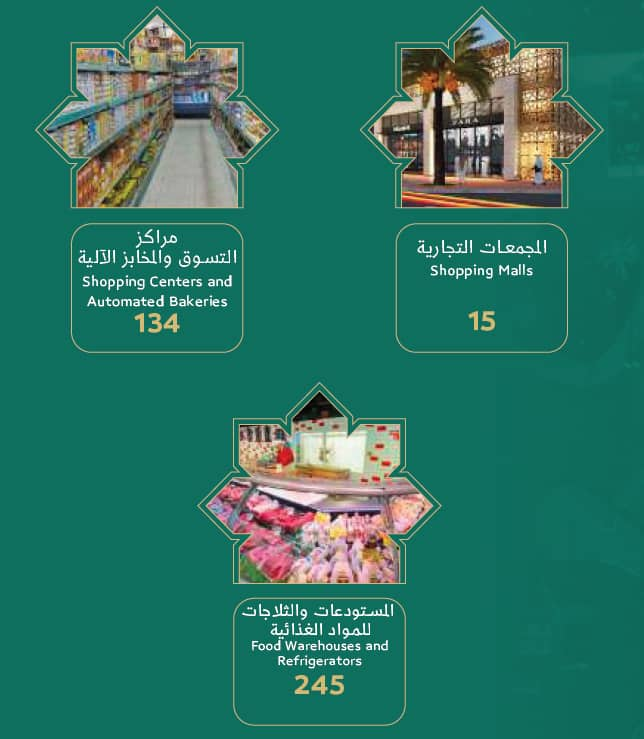 المجمعات التجارية
Shopping Malls
15
مراكز
التسوق والمخابز الآلية
Shopping Centers and
Automated Bakeries
134
المستودعات والثلاجات
للمواد الغذائية
Food Warehouses and
Refrigerators
245